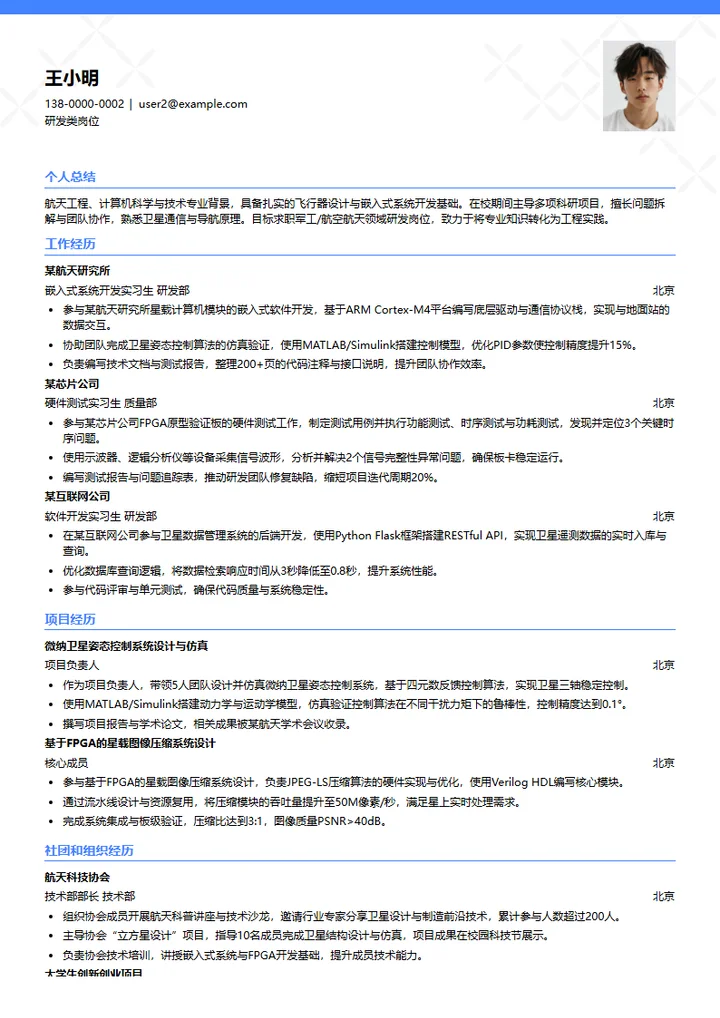 王小明
138-0000-0002 | user2@example.com
研发类岗位
个人总结
航天工程、计算机科学与技术专业背景，具备扎实的飞行器设计与嵌入式系统开发基础。在校期间主导多项科研项目，擅长问题拆
解与团队协作，熟悉卫星通信与导航原理。目标求职军工/航空航天领域研发岗位，致力于将专业知识转化为工程实践。
工作经历
某航天研究所
嵌入式系统开发实习生 研发部 北京
• 参与某航天研究所星载计算机模块的嵌入式软件开发，基于ARM Cortex-M4平台编写底层驱动与通信协议栈，实现与地面站的
数据交互。
• 协助团队完成卫星姿态控制算法的仿真验证，使用MATLAB/Simulink搭建控制模型，优化PID参数使控制精度提升15%。
• 负责编写技术文档与测试报告，整理200+页的代码注释与接口说明，提升团队协作效率。
某芯片公司
硬件测试实习生 质量部 北京
• 参与某芯片公司FPGA原型验证板的硬件测试工作，制定测试用例并执行功能测试、时序测试与功耗测试，发现并定位3个关键时
序问题。
• 使用示波器、逻辑分析仪等设备采集信号波形，分析并解决2个信号完整性异常问题，确保板卡稳定运行。
• 编写测试报告与问题追踪表，推动研发团队修复缺陷，缩短项目迭代周期20%。
某互联网公司
软件开发实习生 研发部 北京
• 在某互联网公司参与卫星数据管理系统的后端开发，使用Python Flask框架搭建RESTful API，实现卫星遥测数据的实时入库与
查询。
• 优化数据库查询逻辑，将数据检索响应时间从3秒降低至0.8秒，提升系统性能。
• 参与代码评审与单元测试，确保代码质量与系统稳定性。
项目经历
微纳卫星姿态控制系统设计与仿真
项目负责人 北京
• 作为项目负责人，带领5人团队设计并仿真微纳卫星姿态控制系统，基于四元数反馈控制算法，实现卫星三轴稳定控制。
• 使用MATLAB/Simulink搭建动力学与运动学模型，仿真验证控制算法在不同干扰力矩下的鲁棒性，控制精度达到0.1°。
• 撰写项目报告与学术论文，相关成果被某航天学术会议收录。
基于FPGA的星载图像压缩系统设计
核心成员 北京
• 参与基于FPGA的星载图像压缩系统设计，负责JPEG-LS压缩算法的硬件实现与优化，使用Verilog HDL编写核心模块。
• 通过流水线设计与资源复用，将压缩模块的吞吐量提升至50M像素/秒，满足星上实时处理需求。
• 完成系统集成与板级验证，压缩比达到3:1，图像质量PSNR>40dB。
社团和组织经历
航天科技协会
技术部部长 技术部 北京
• 组织协会成员开展航天科普讲座与技术沙龙，邀请行业专家分享卫星设计与制造前沿技术，累计参与人数超过200人。
• 主导协会“立方星设计”项目，指导10名成员完成卫星结构设计与仿真，项目成果在校园科技节展示。
• 负责协会技术培训，讲授嵌入式系统与FPGA开发基础，提升成员技术能力。
大学生创新创业项目